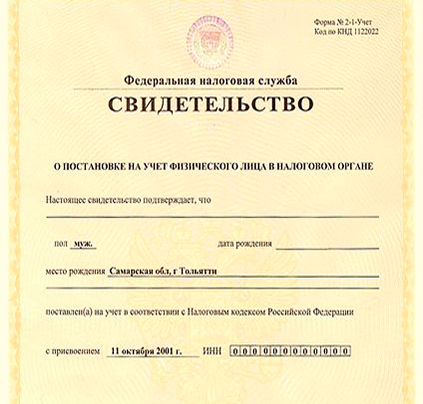 Форма № 2-1-Учет
Код по КНД 1122022
Федеральная налоговая служба
СВИДЕТЕЛЬСТВО
О ПОСТАНОВКЕ НА УЧЕТ ФИЗИЧЕСКОГО ЛИЦА В НАЛОГОВОМ ОРГАНЕ
Настоящее свидетельство подтверждает, что
пол муж. дата рождения
место рождения Самарская обл, г Тольятти
поставлен(а) на учет в соответствии с Налоговым кодексом Российской Федерации
с присвоением 11 октября 2001 г. ИНН 000000000000